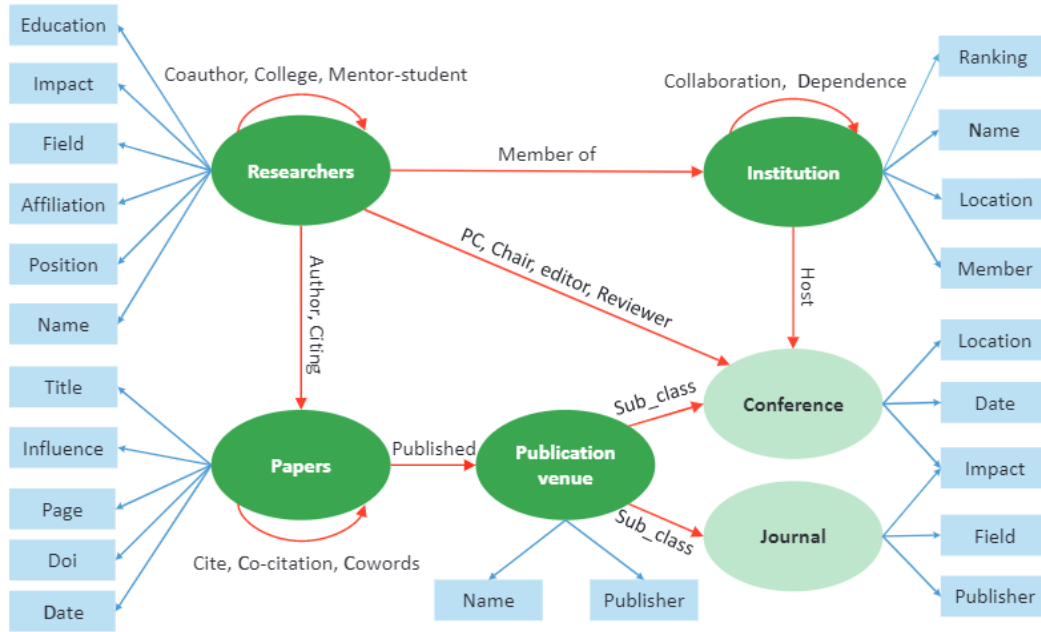 Education
Impact
Field
Affiliation
Position
Name
Title
Influence
Page
Doi
Date
Coauthor, College, Mentor-student
Researchers
Member of
Collaboration, Dependence
Institution
Ranking
Name
Location
Member
Author, Citing
PC, Chair, editor, Reviewer
Host
Papers
Published
Cite, Co-citation, Cowords
Publication
venue
Sub_class
Sub_class
Conference
Journal
Name
Publisher
Location
Date
Impact
Field
Publisher